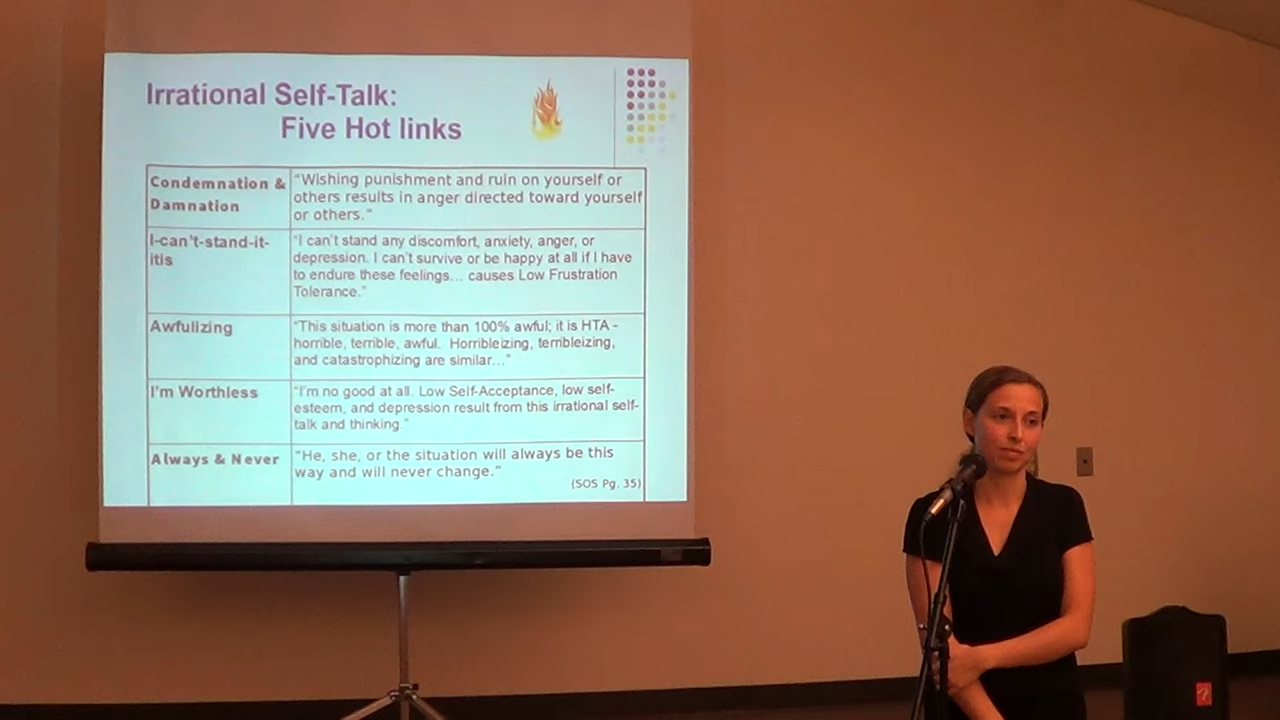 Irrational Self-Talk:
Five Hot links
Condemnation &
Damnation
“Wishing punishment and ruin on yourself or
others results in anger directed toward yourself
or others.”
I-can't-stand-it-
itis
“I can't stand any discomfort, anxiety, anger, or
depression. I can't survive or be happy at all if I have
to endure these feelings... causes Low Frustration
Tolerance.”
Awfulizing
“This situation is more than 100% awful; it is HTA -
horrible, terrible, awful. Horribleizing, terribleizing,
and catastrophizing are similar...”
I'm Worthless
“I'm no good at all. Low Self-Acceptance, low self-
esteem, and depression result from this irrational self-
talk and thinking.”
Always & Never
“He, she, or the situation will always be this
way and will never change.”
(SOS Pg. 35)